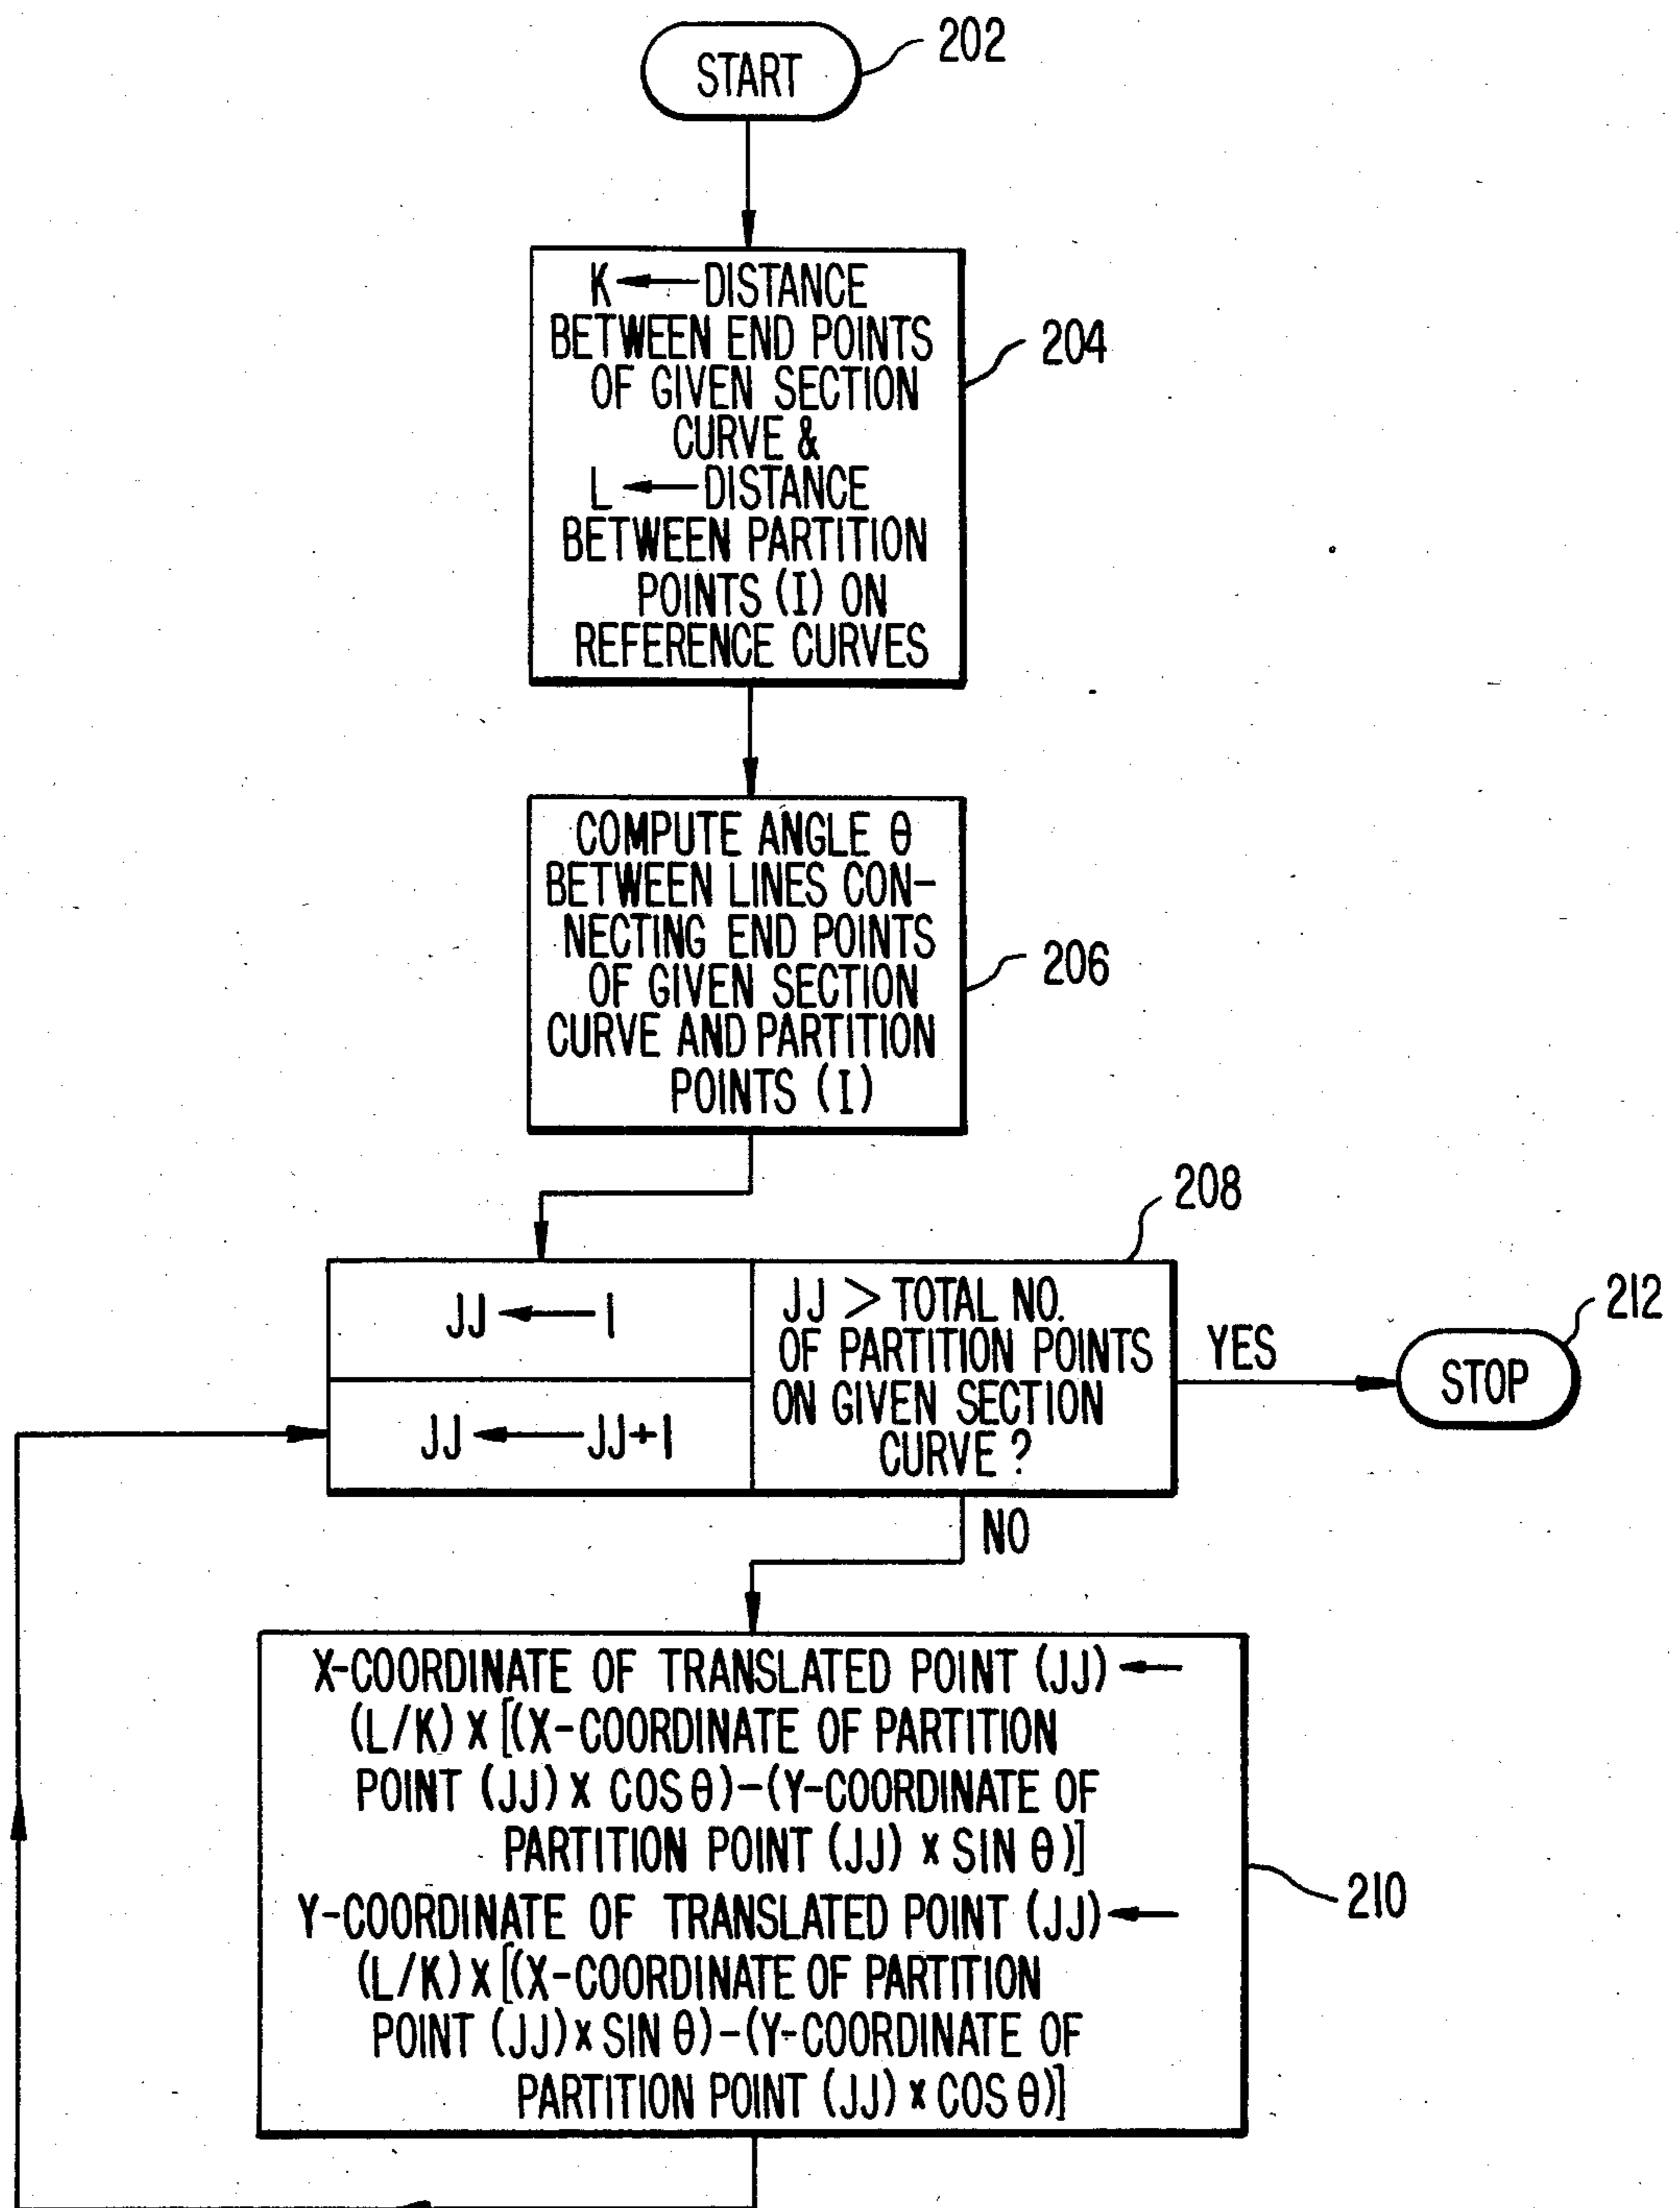 START
202
K ← DISTANCE
BETWEEN END POINTS
OF GIVEN SECTION
CURVE &
L ← DISTANCE
BETWEEN PARTITION
POINTS (I) ON
REFERENCE CURVES
204
COMPUTE ANGLE θ
BETWEEN LINES CON-
NECTING END POINTS
OF GIVEN SECTION
CURVE AND PARTITION
POINTS (I)
206
208
JJ ← 1
JJ ← JJ+1
JJ > TOTAL NO.
OF PARTITION POINTS
ON GIVEN SECTION
CURVE ?
YES
STOP
212
NO
X-COORDINATE OF TRANSLATED POINT (JJ) ←
(L/K) X [(X-COORDINATE OF PARTITION
POINT (JJ) X COS θ)-(Y-COORDINATE OF
PARTITION POINT (JJ) X SIN θ)]
Y-COORDINATE OF TRANSLATED POINT (JJ) ←
(L/K) X [(X-COORDINATE OF PARTITION
POINT (JJ) X SIN θ)-(Y-COORDINATE OF
PARTITION POINT (JJ) X COS θ)]
210